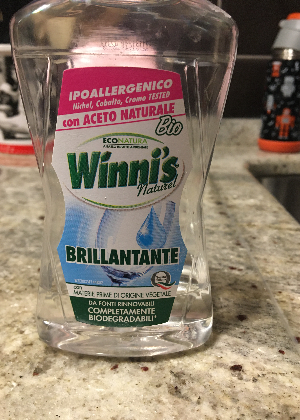 IPOALLERGENICO
Nichel, Cobalto, Cromo TESTED
con ACETO NATURALE
Bio
ECONATURA
Winni's
Naturel
BRILLANTANTE
con
MATERIE PRIME DI ORIGINE VEGETALE
DA FONTI RINNOVABILI
COMPLETAMENTE
BIODEGRADABILI